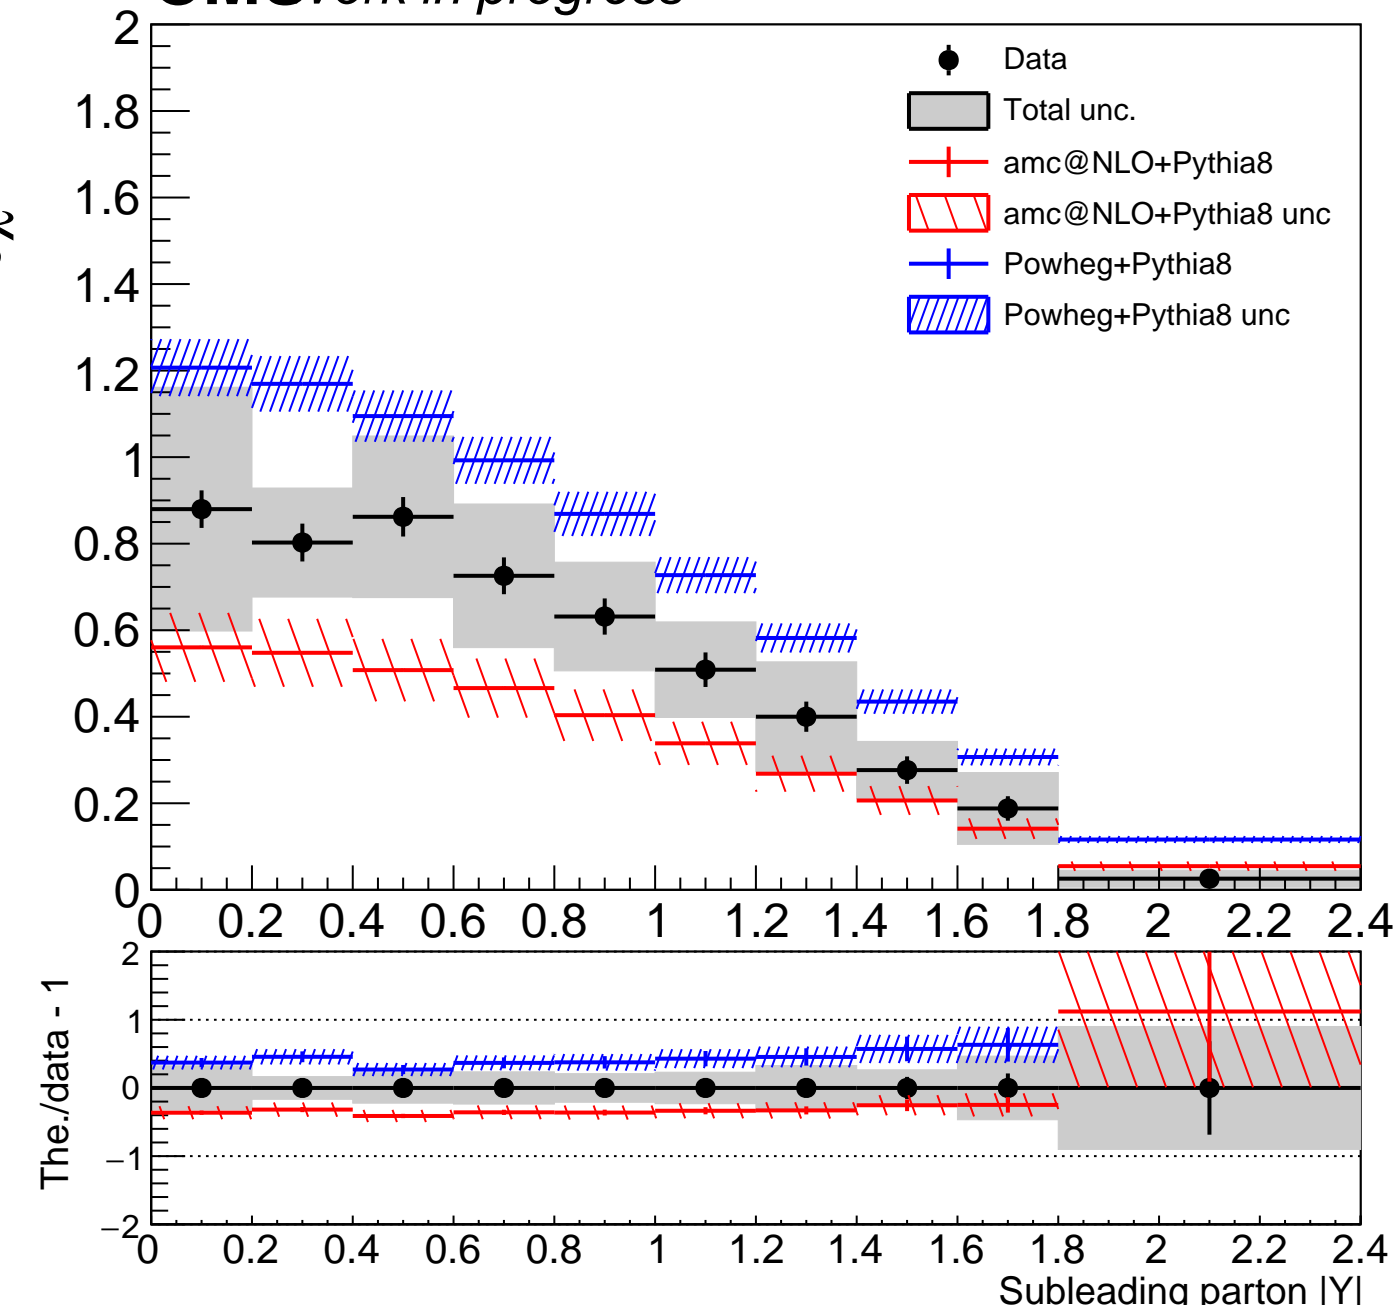 CMS Work in progress
2
1.8
1.6
1.4
1.2
1
0.8
0.6
0.4
0.2
0
Data
Total unc.
amc@NLO+Pythia8
amc@NLO+Pythia8 unc
Powheg+Pythia8
Powheg+Pythia8 unc
0 0.2 0.4 0.6 0.8 1 1.2 1.4 1.6 1.8 2 2.2 2.4
The./data - 1
2
1
0
−1
−2
0 0.2 0.4 0.6 0.8 1 1.2 1.4 1.6 1.8 2 2.2 2.4
Subleading parton |Y|